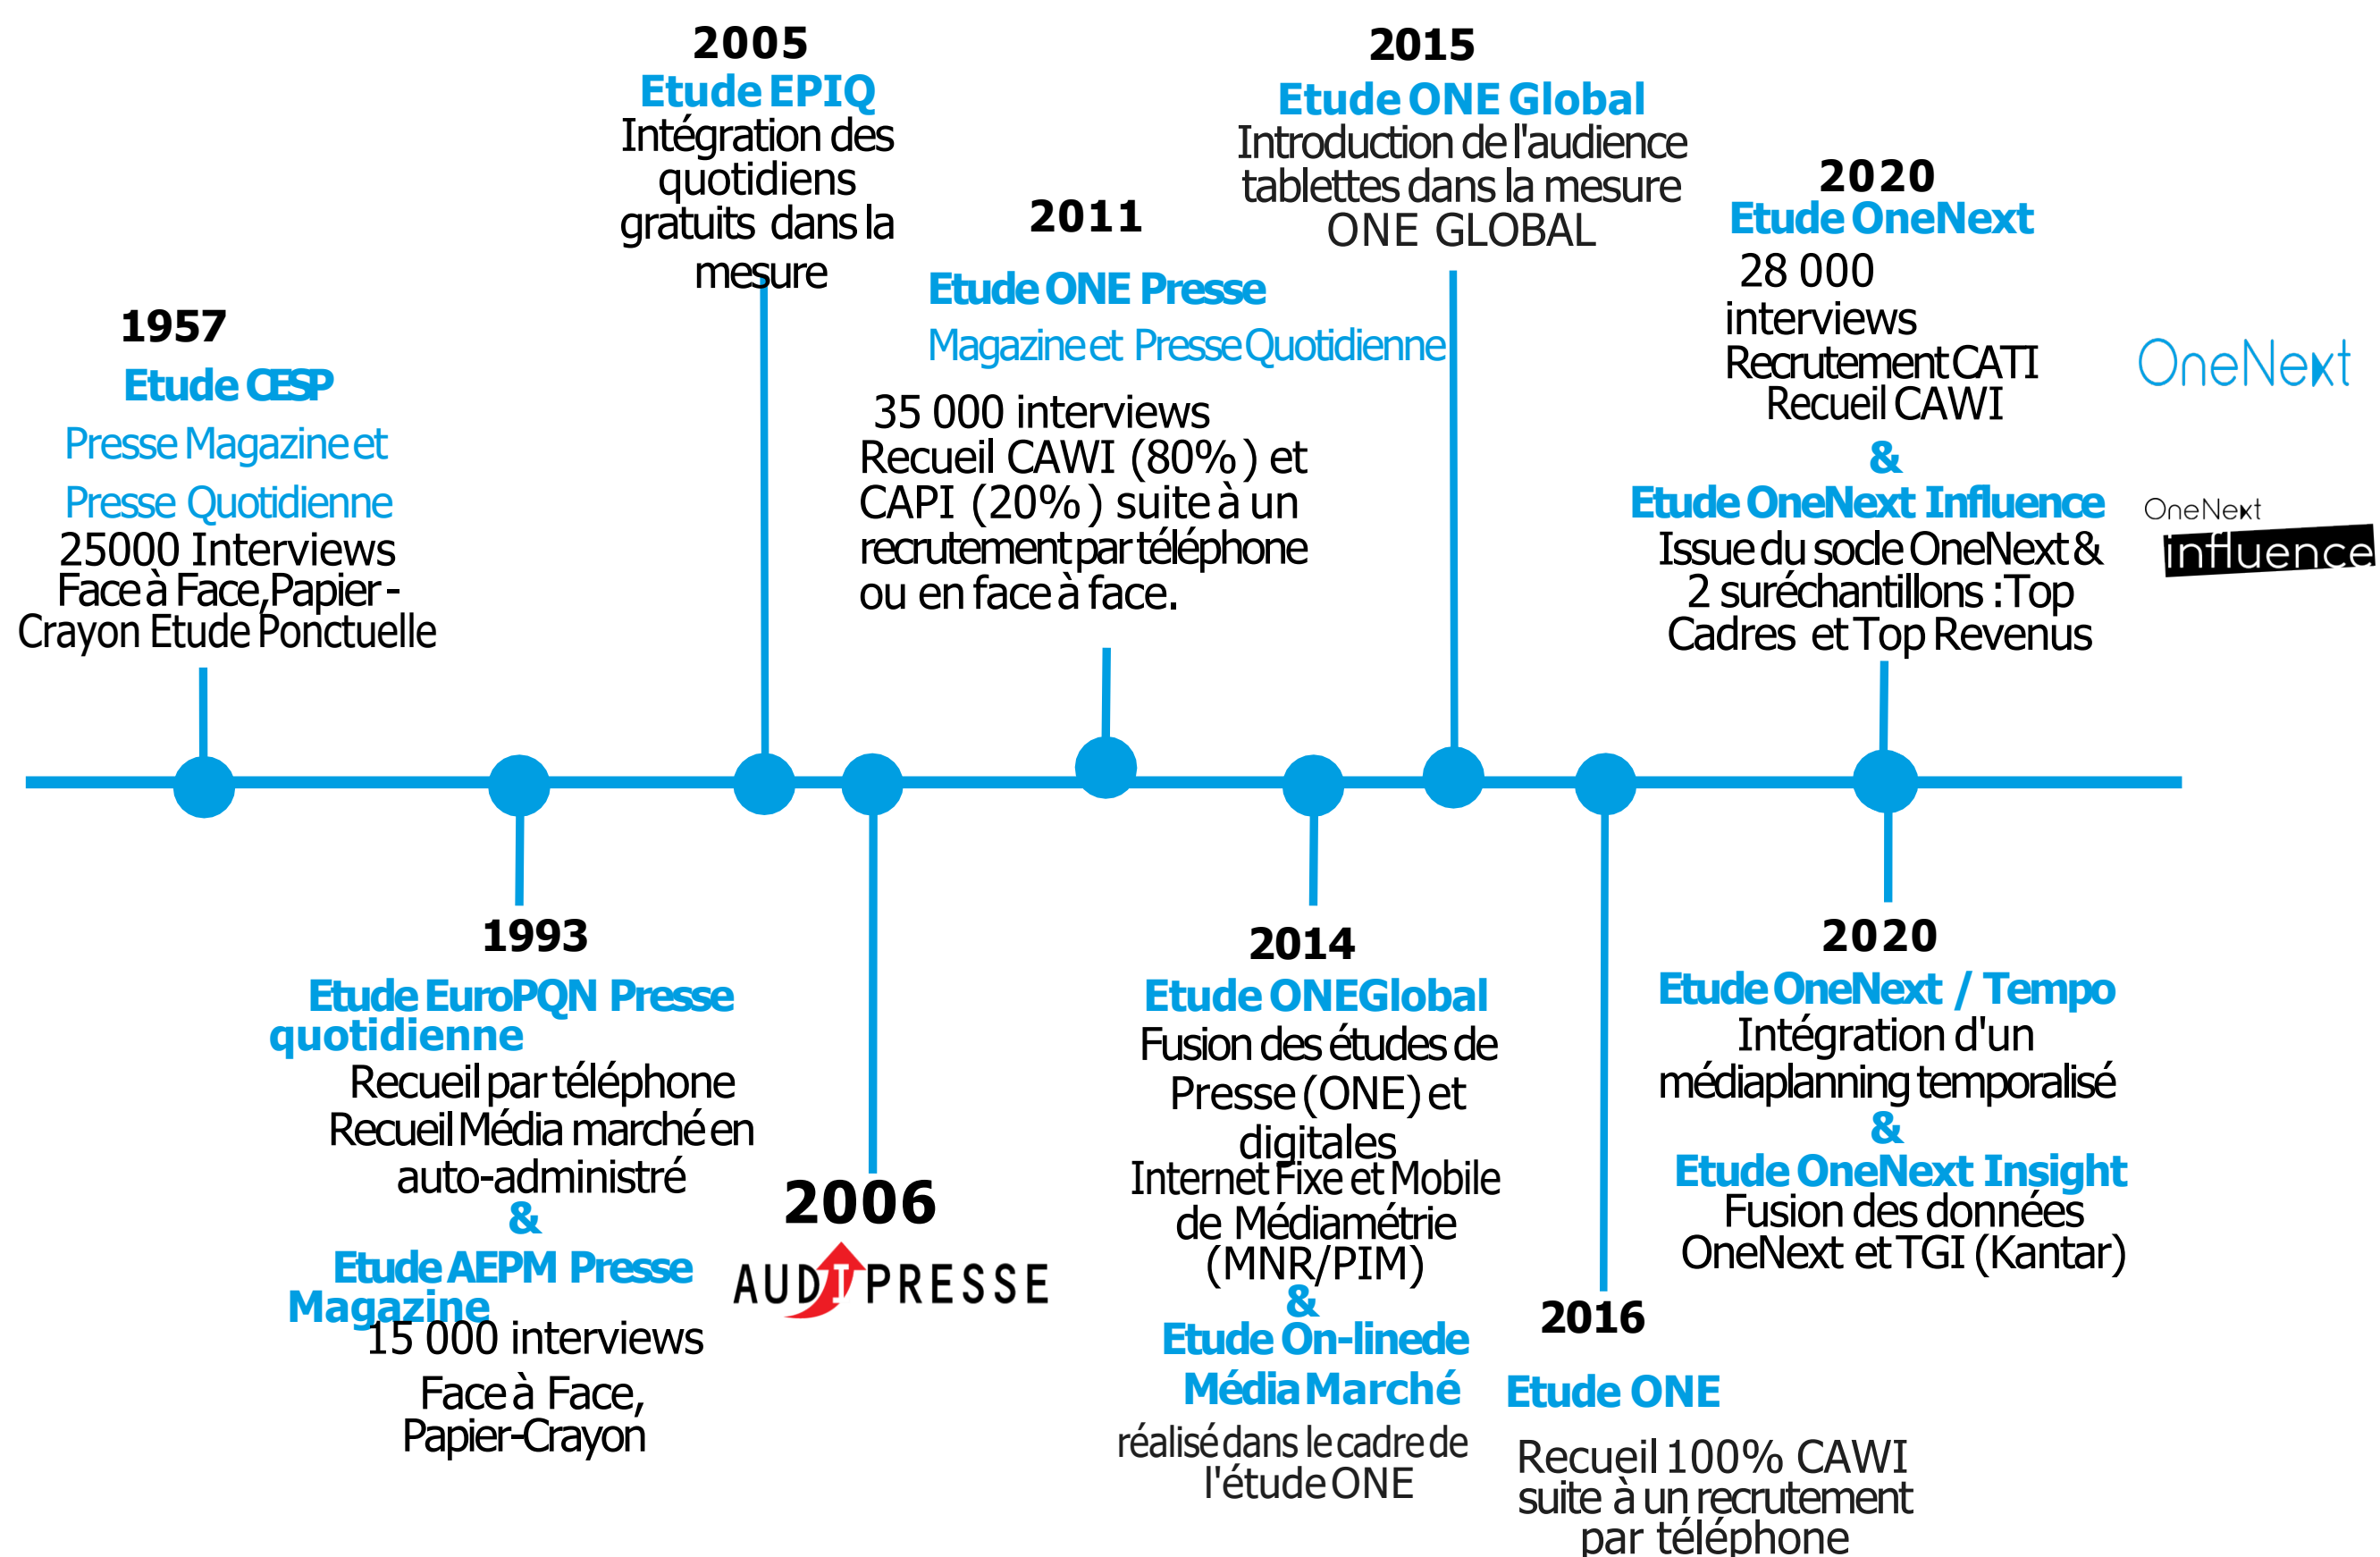 1957
Etude CESP
Presse Magazine et
Presse Quotidienne
25000 Interviews
Face à Face, Papier -
Crayon Etude Ponctuelle
1993
Etude EuroPQN Presse
quotidienne
Recueil par téléphone
Recueil Média marché en
auto-administré
&
Etude AEPM Presse
Magazine
15 000 interviews
Face à Face,
Papier-Crayon
2005
Etude EPIQ
Intégration des
quotidiens
gratuits dans la
mesure
2006
AUDIPRESSE
2011
Etude ONE Presse
Magazine et Presse Quotidienne
35 000 interviews
Recueil CAWI (80% ) et
CAPI (20% ) suite à un
recrutement par téléphone
ou en face à face.
2014
Etude ONEGlobal
Fusion des études de
Presse (ONE) et
digitales
Internet Fixe et Mobile
de Médiamétrie
(MNR/PIM)
&
Etude On-linede
Média Marché
réalisé dans le cadre de
l'étude ONE
2015
Etude ONE Global
Introduction de l'audience
tablettes dans la mesure
ONE GLOBAL
2016
Etude ONE
Recueil 100% CAWI
suite à un recrutement
par téléphone
2020
Etude OneNext
28 000
interviews
Recrutement CATI
Recueil CAWI
&
Etude OneNext Influence
Issue du socle OneNext &
2 suréchantillons :Top
Cadres et Top Revenus
OneNext
OneNext
influence
2020
Etude OneNext / Tempo
Intégration d'un
médiaplanning temporalisé
&
Etude OneNext Insight
Fusion des données
OneNext et TGI (Kantar)